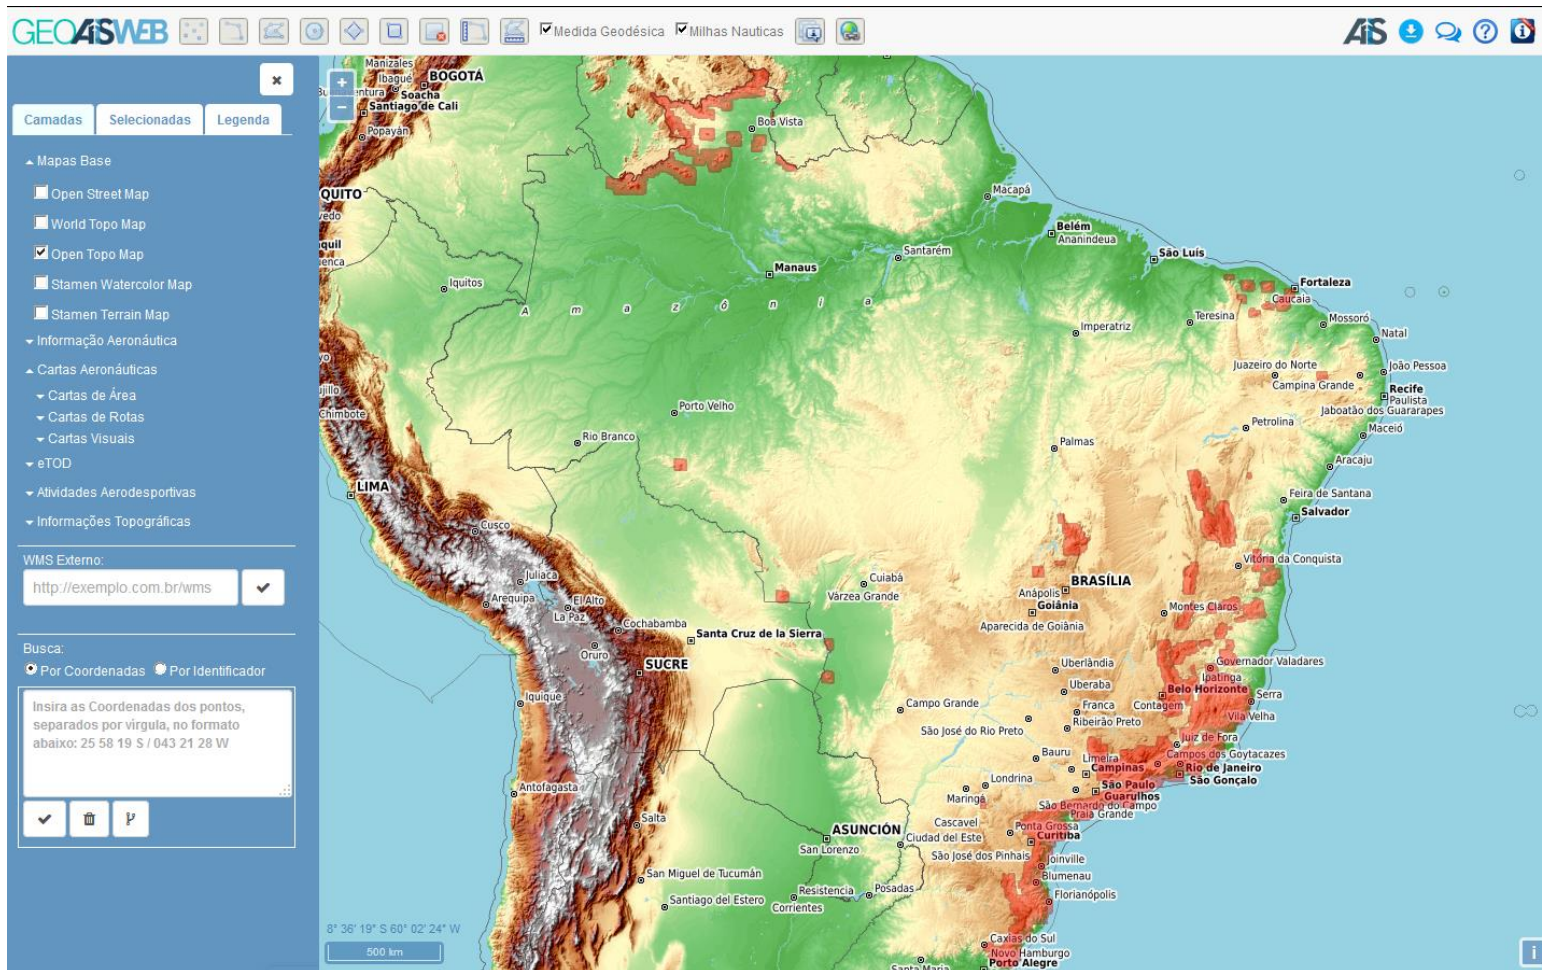 GEOAISWEB
Medida Geodésica
Milhas Nauticas
AIS
Camadas
Selecionadas
Legenda
Mapas Base
Open Street Map
World Topo Map
Open Topo Map
Stamen Watercolor Map
Stamen Terrain Map
Informação Aeronáutica
Cartas Aeronáuticas
Cartas de Área
Cartas de Rotas
Cartas Visuais
eTOD
Atividades Aerodesportivas
Informações Topográficas
WMS Externo:
http://exemplo.com.br/wms
Busca:
Por Coordenadas
Por Identificador
Insira as Coordenadas dos pontos,
separados por vírgula, no formato
abaixo: 25 58 19 S / 043 21 28 W
+
−
Manizales
Ibagué
BOGOTÁ
Soacha
Santiago de Cali
Popayán
Boa Vista
QUITO
Macapá
Belém
Ananindeua
São Luís
Santarém
Manaus
Iquitos
Amazônia
Fortaleza
Caucaia
Teresina
Mossoró
Imperatriz
Natal
Juazeiro do Norte
João Pessoa
Campina Grande
Recife
Paulista
Jaboatão dos Guararapes
Chimbote
Porto Velho
Petrolina
Maceió
Rio Branco
Palmas
Aracaju
LIMA
Feira de Santana
Salvador
Cusco
Vitória da Conquista
Juliaca
Cuiabá
Várzea Grande
BRASÍLIA
Anápolis
Goiânia
Arequipa
El Alto
La Paz
Montes Claros
Cochabamba
Aparecida de Goiânia
Santa Cruz de la Sierra
Oruro
SUCRE
Uberlândia
Governador Valadares
Ipatinga
Uberaba
Belo Horizonte
Serra
Iquique
Campo Grande
Franca
Contagem
Vila Velha
Ribeirão Preto
São José do Rio Preto
Juiz de Fora
Bauru
Limeira
Campos dos Goytacazes
Campinas
Rio de Janeiro
São Gonçalo
Antofagasta
Londrina
São Paulo
Guarulhos
Maringá
São Bernardo do Campo
Praia Grande
Salta
Cascavel
ASUNCIÓN
Ponta Grossa
Ciudad del Este
Curitiba
San Lorenzo
São José dos Pinhais
Joinville
San Miguel de Tucumán
Blumenau
Resistencia
Posadas
Florianópolis
Santiago del Estero
Corrientes
8° 36' 19" S 60° 02' 24" W
Caxias do Sul
500 km
Novo Hamburgo
Porto Alegre
Santa Maria